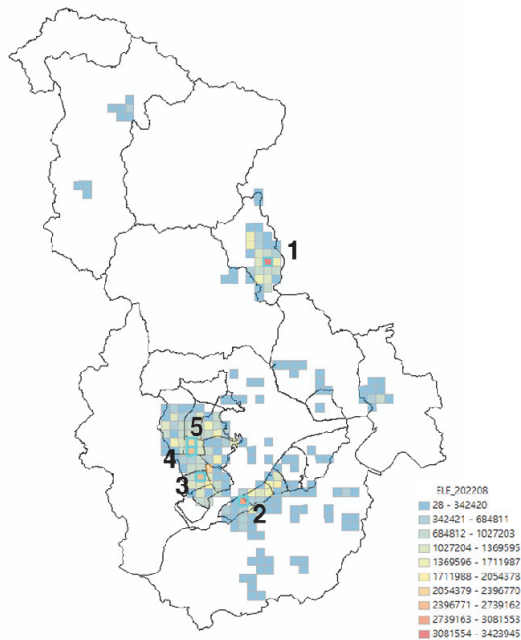 1
5
4
3
2
ELE_202208
28 - 342420
342421 - 684811
684812 - 1027203
1027204 - 1369595
1369596 - 1711987
1711988 - 2054378
2054379 - 2396770
2396771 - 2739162
2739163 - 3081553
3081554 - 3423945